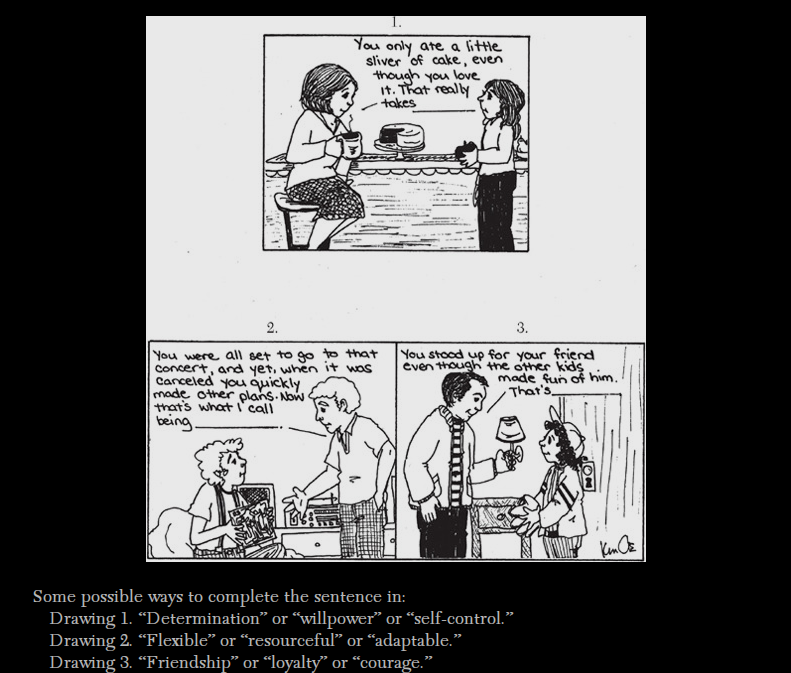 1.
You only ate a little
sliver of cake, even
though you love
it. That really
takes
2.
You were all set to go to that
concert, and yet, when it was
canceled you quickly
made other plans. Now
that's what I call
being
3.
You stood up for your friend
even though the other kids
made fun of him.
That's
Kim Oε
Some possible ways to complete the sentence in:
Drawing 1. “Determination” or “willpower” or “self-control.”
Drawing 2. “Flexible” or “resourceful” or “adaptable.”
Drawing 3. “Friendship” or “loyalty” or “courage.”